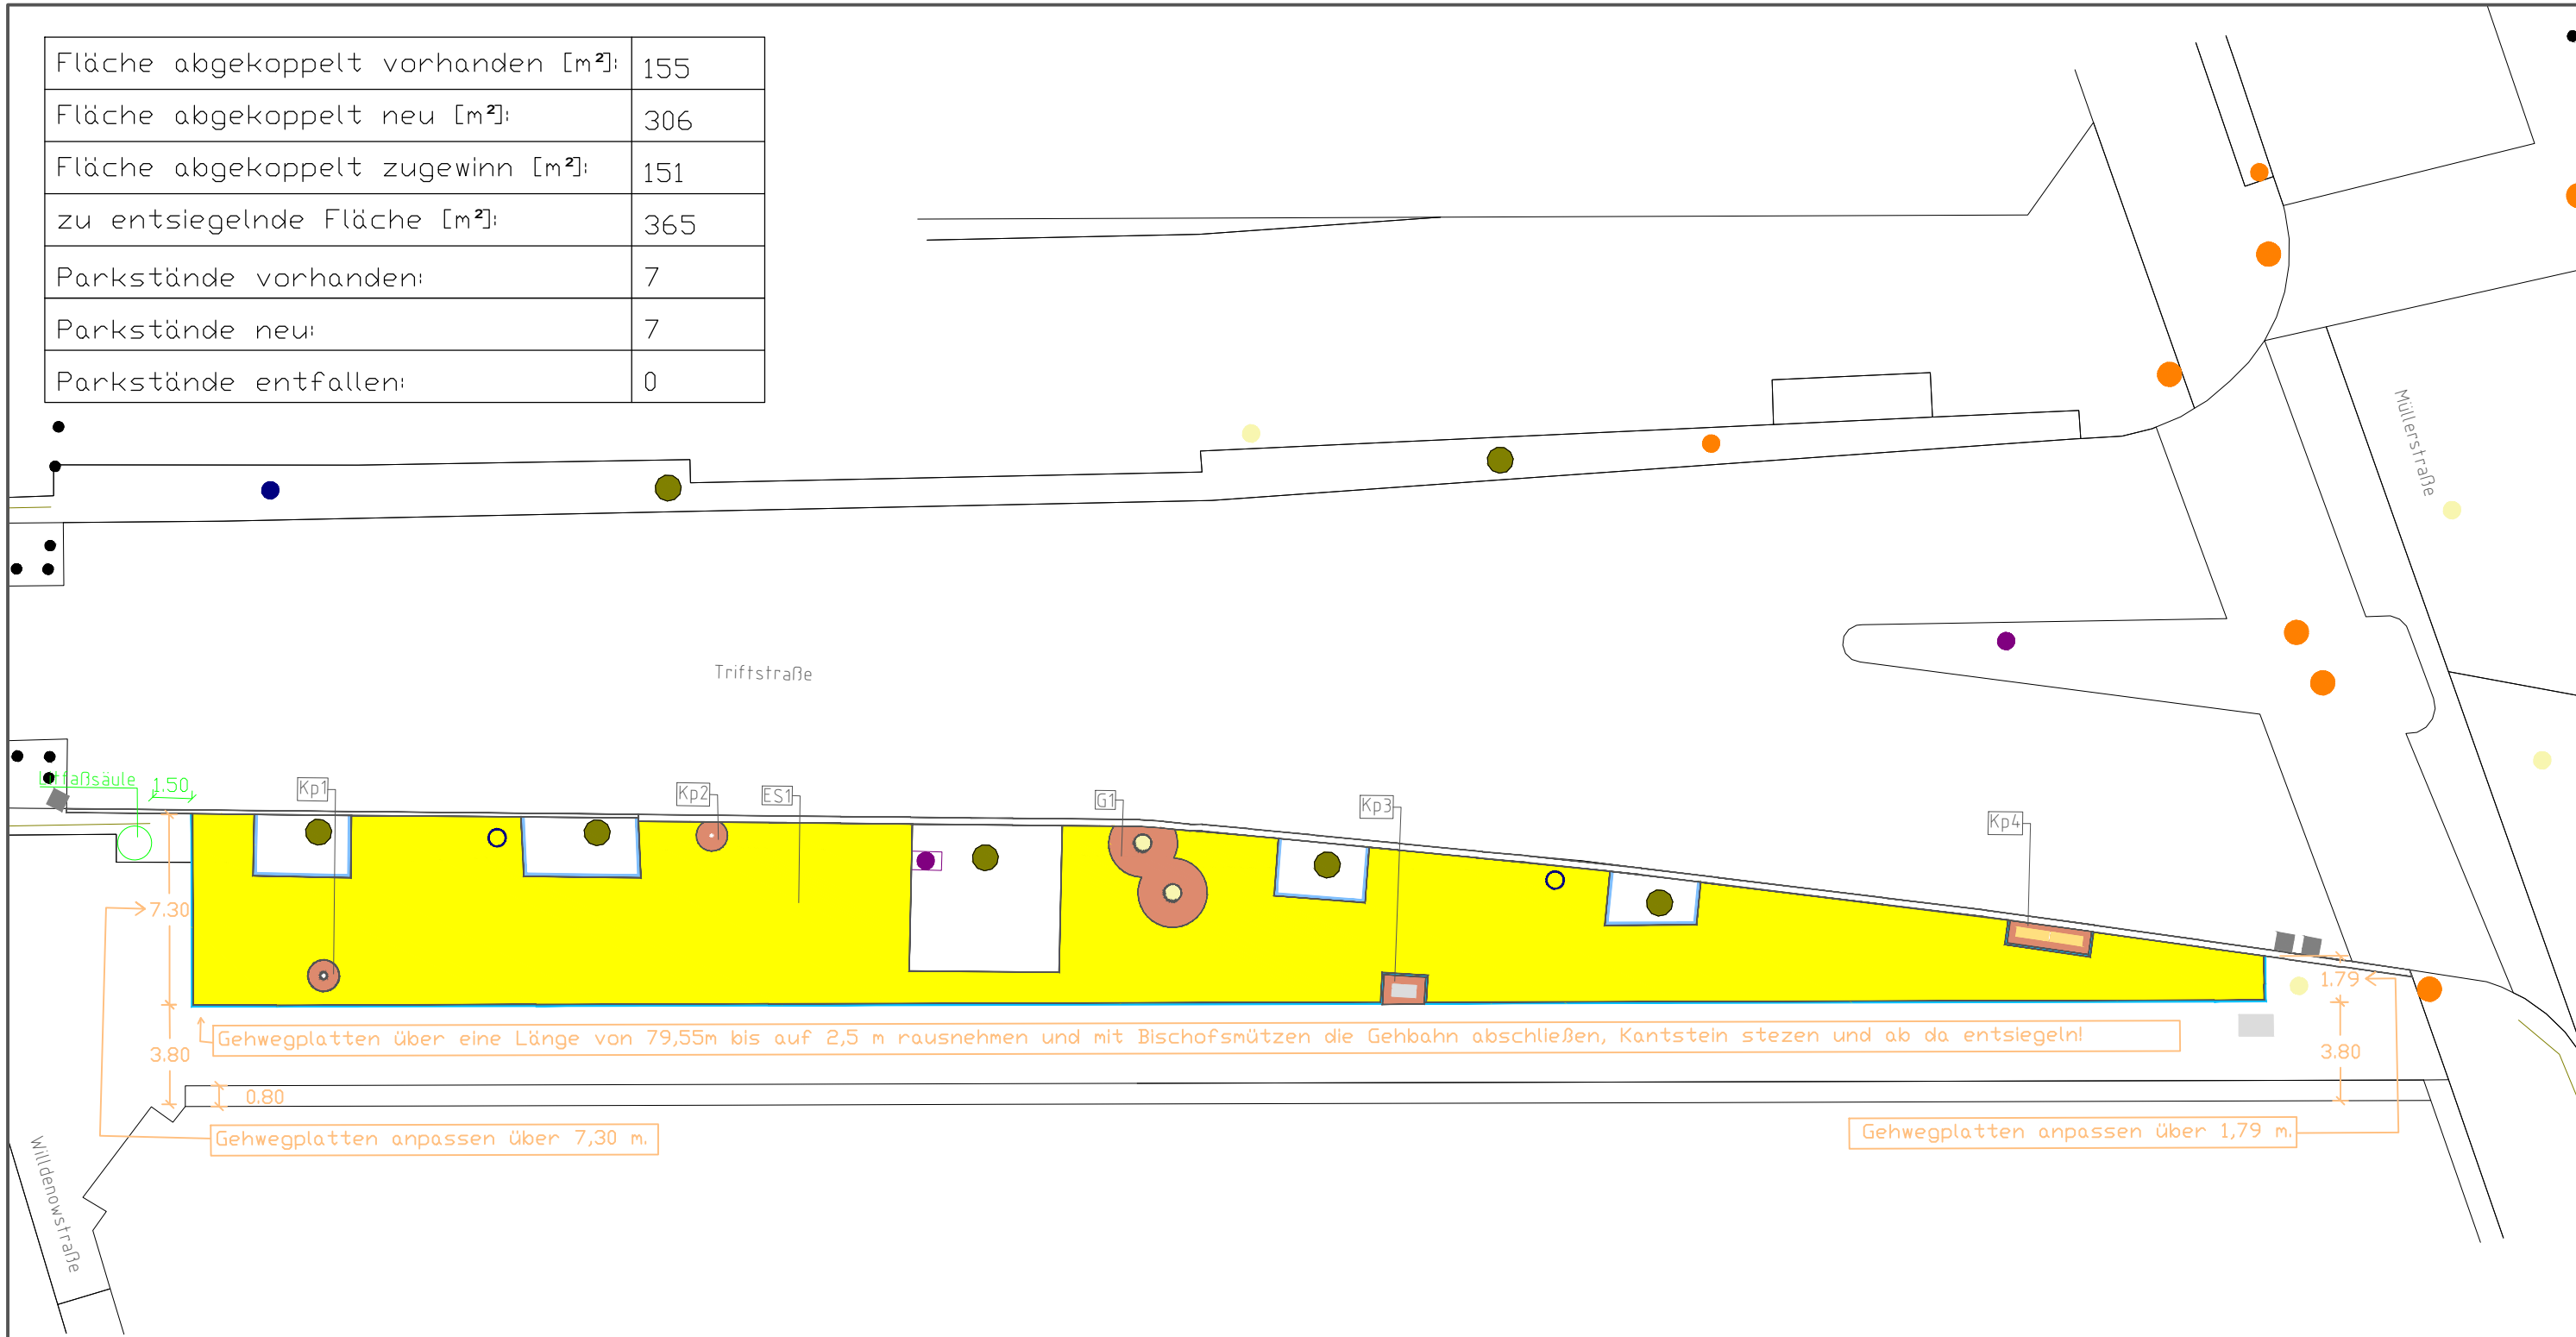 Fläche abgekoppelt vorhanden [m²]: 155
Fläche abgekoppelt neu [m²]: 306
Fläche abgekoppelt zugewinn [m²]: 151
zu entsiegelnde Fläche [m²]: 365
Parkstände vorhanden: 7
Parkstände neu: 7
Parkstände entfallen: 0
Müllerstraße
Triftstraße
Litfaßsäule
1.50
Kp1
Kp2
ES1
G1
Kp3
Kp4
7.30
1.79
Gehwegplatten über eine Länge von 79,55m bis auf 2,5 m rausnehmen und mit Bischofsmützen die Gehbahn abschließen, Kantstein stezen und ab da entsiegeln!
3.80
3.80
0.80
Gehwegplatten anpassen über 7,30 m.
Gehwegplatten anpassen über 1,79 m.
Willdenowstraße